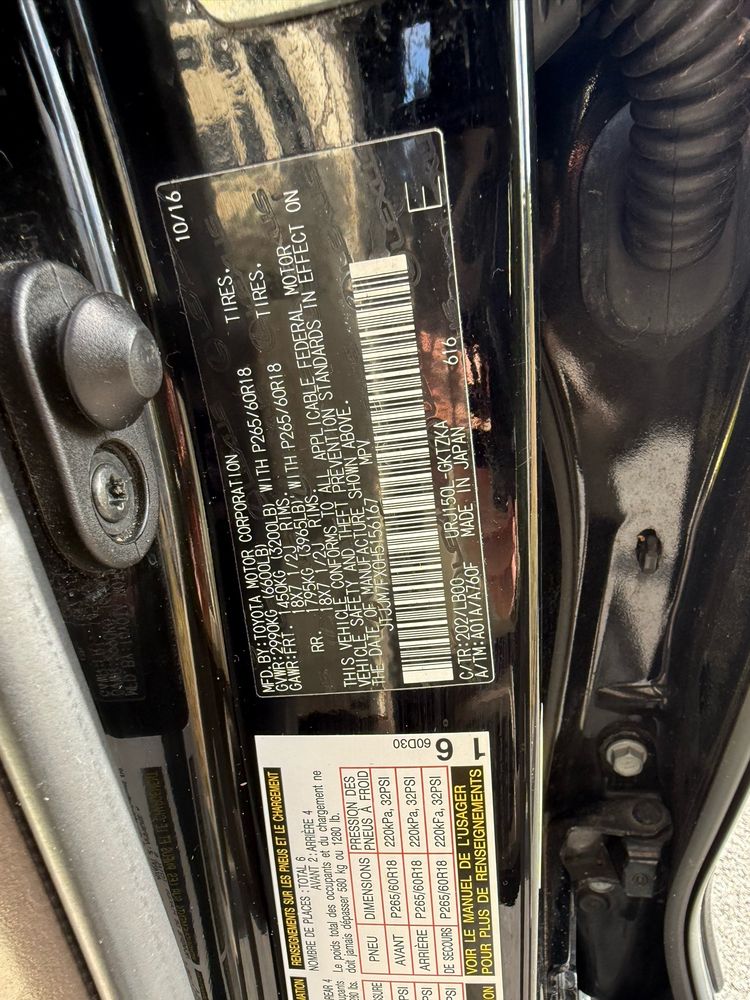 MFD.BY:TOYOTA MOTOR CORPORATION 10/16
GVWR:2990KG (6600LB)
GAWR:FRT. 1450KG (3200LB) WITH P265/60R18 TIRES.
18X7 1/2J RIMS.
RR. 1795KG (3965LB) WITH P265/60R18 TIRES.
18X7 1/2J RIMS.
THIS VEHICLE CONFORMS TO ALL APPLICABLE FEDERAL MOTOR
VEHICLE SAFETY AND THEFT PREVENTION STANDARDS IN EFFECT ON
THE DATE OF MANUFACTURE SHOWN ABOVE.
JTJJM7FX0H5156167 MPV
C/TR:202/LB00 URJ150L-GKTZKA 616
A/TM:A01A/A760F MADE IN JAPAN
E
RENSEIGNEMENTS SUR LES PNEUS ET LE CHARGEMENT
NOMBRE DE PLACES :TOTAL 6
AVANT 2: ARRIÈRE 4
Le poids total des occupants et du chargement ne
doit jamais dépasser 580 kg ou 1260 lb.
PNEU DIMENSIONS PRESSION DES PNEUS À FROID
AVANT P265/60R18 220kPa, 32PSI
ARRIÈRE P265/60R18 220kPa, 32PSI
DE SECOURS P265/60R18 220kPa, 32PSI
VOIR LE MANUEL DE L'USAGER
POUR PLUS DE RENSEIGNEMENTS
60D30